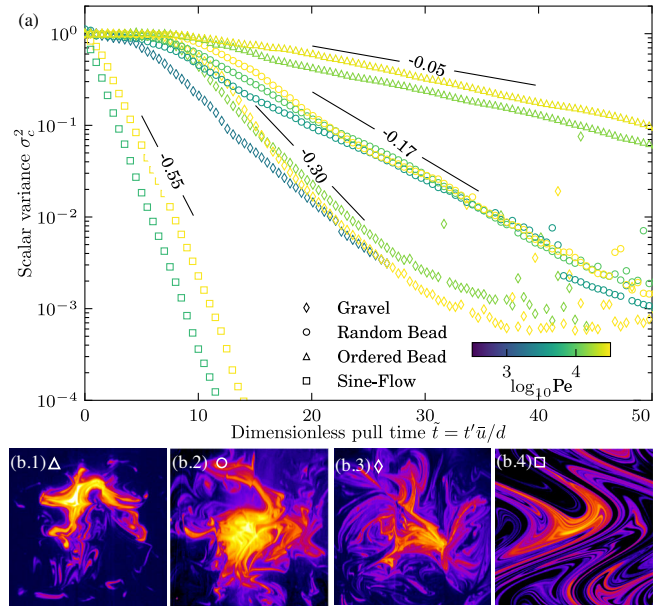 (a)
10⁰
10⁻¹
10⁻²
10⁻³
10⁻⁴
Scalar variance σ_c²
-0.05
-0.17
-0.30
-0.55
◊ Gravel
○ Random Bead
△ Ordered Bead
□ Sine-Flow
3 4
log₁₀Pe
0 10 20 30 40 50
Dimensionless pull time t̃ = t′ū/d
(b.1)△ (b.2)○ (b.3)◊ (b.4)□